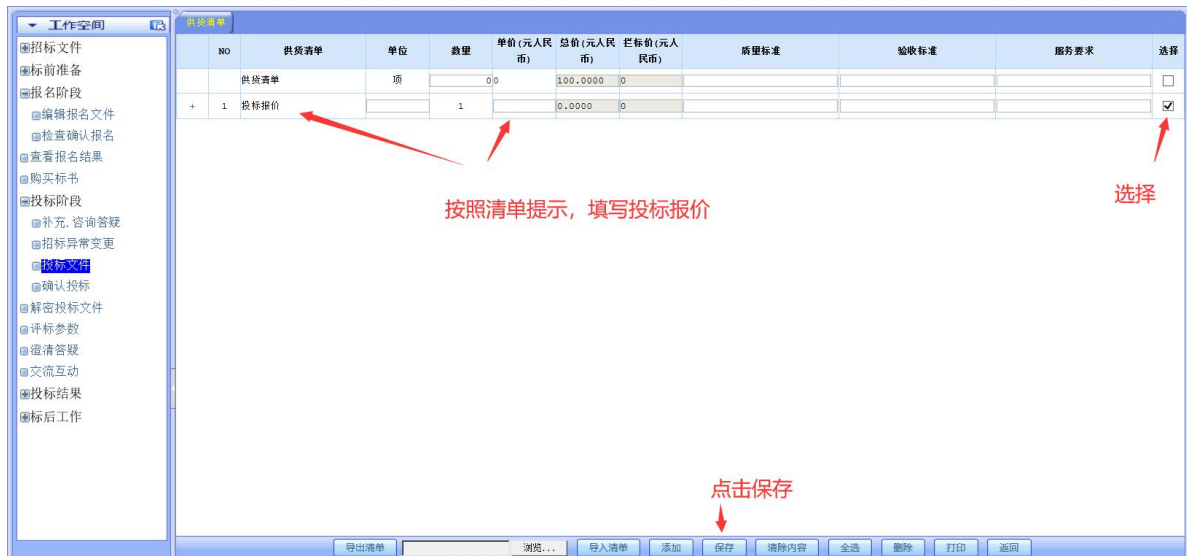 工作空间
招标文件
标前准备
报名阶段
编辑报名文件
检查确认报名
查看报名结果
购买标书
投标阶段
补充.咨询答疑
招标异常变更
投标文件
确认投标
解密投标文件
评标参数
澄清答疑
交流互动
投标结果
标后工作
供货清单
NO 供货清单 单位 数量 单价(元人民币) 总价(元人民币) 拦标价(元人民币) 质量标准 验收标准 服务要求 选择
供货清单 项 0 0 100.0000 0
+ 1 投标报价 1 0.0000 0
按照清单提示，填写投标报价
选择
点击保存
导出清单 浏览... 导入清单 添加 保存 清除内容 全选 删除 打印 返回